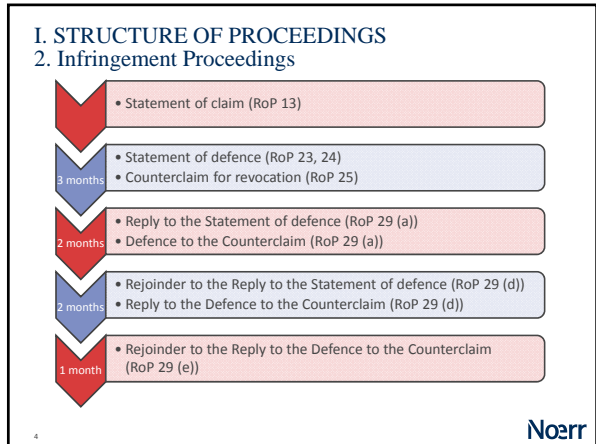 I. STRUCTURE OF PROCEEDINGS
2. Infringement Proceedings
• Statement of claim (RoP 13)
3 months
• Statement of defence (RoP 23, 24)
• Counterclaim for revocation (RoP 25)
2 months
• Reply to the Statement of defence (RoP 29 (a))
• Defence to the Counterclaim (RoP 29 (a))
2 months
• Rejoinder to the Reply to the Statement of defence (RoP 29 (d))
• Reply to the Defence to the Counterclaim (RoP 29 (d))
1 month
• Rejoinder to the Reply to the Defence to the Counterclaim
(RoP 29 (e))
4
Noerr